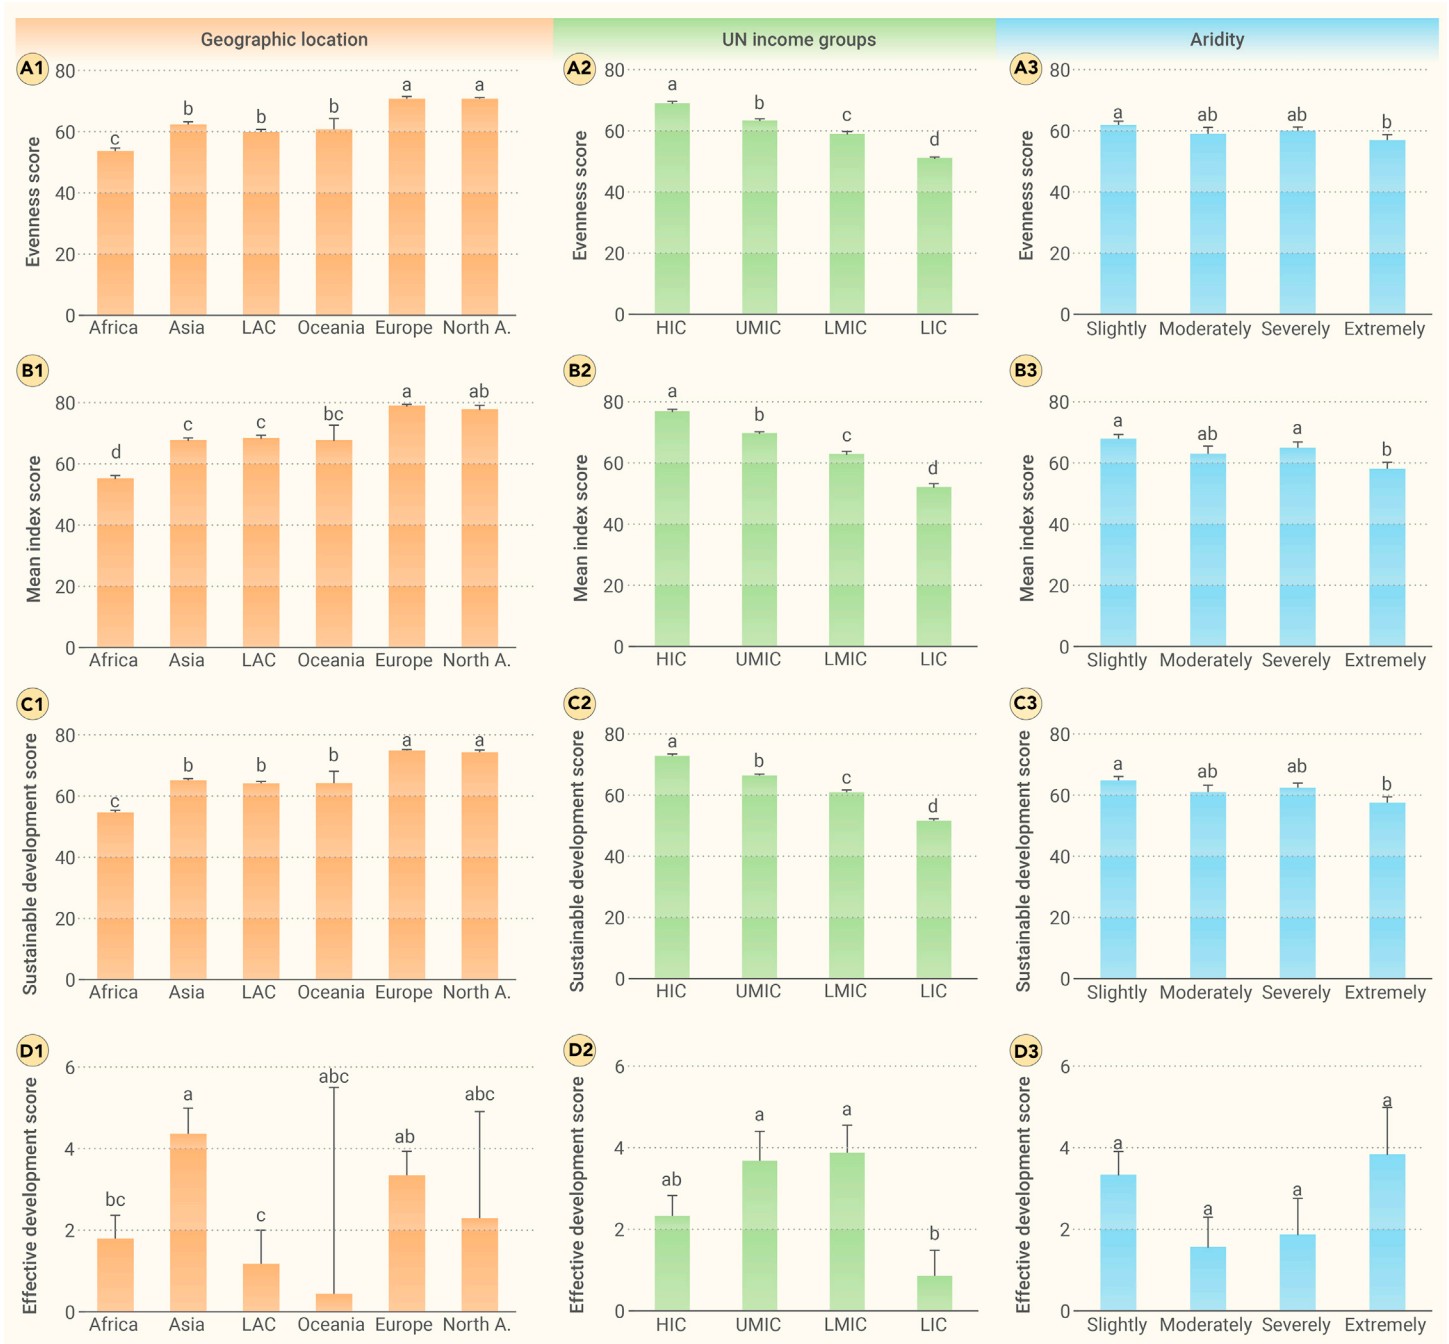 Geographic location
UN income groups
Aridity
A1
Evenness score
80
60
40
20
0
c
b
b
b
a
a
Africa Asia LAC Oceania Europe North A.
A2
Evenness score
80
60
40
20
0
a
b
c
d
HIC UMIC LMIC LIC
A3
Evenness score
80
60
40
20
0
a
ab
ab
b
Slightly Moderately Severely Extremely
B1
Mean index score
80
60
40
20
0
d
c
c
bc
a
ab
Africa Asia LAC Oceania Europe North A.
B2
Mean index score
80
60
40
20
0
a
b
c
d
HIC UMIC LMIC LIC
B3
Mean index score
80
60
40
20
0
a
ab
a
b
Slightly Moderately Severely Extremely
C1
Sustainable development score
80
60
40
20
0
c
b
b
b
a
a
Africa Asia LAC Oceania Europe North A.
C2
Sustainable development score
80
60
40
20
0
a
b
c
d
HIC UMIC LMIC LIC
C3
Sustainable development score
80
60
40
20
0
a
ab
ab
b
Slightly Moderately Severely Extremely
D1
Effective development score
6
4
2
0
bc
a
c
abc
ab
abc
Africa Asia LAC Oceania Europe North A.
D2
Effective development score
6
4
2
0
ab
a
a
b
HIC UMIC LMIC LIC
D3
Effective development score
6
4
2
0
a
a
a
a
Slightly Moderately Severely Extremely